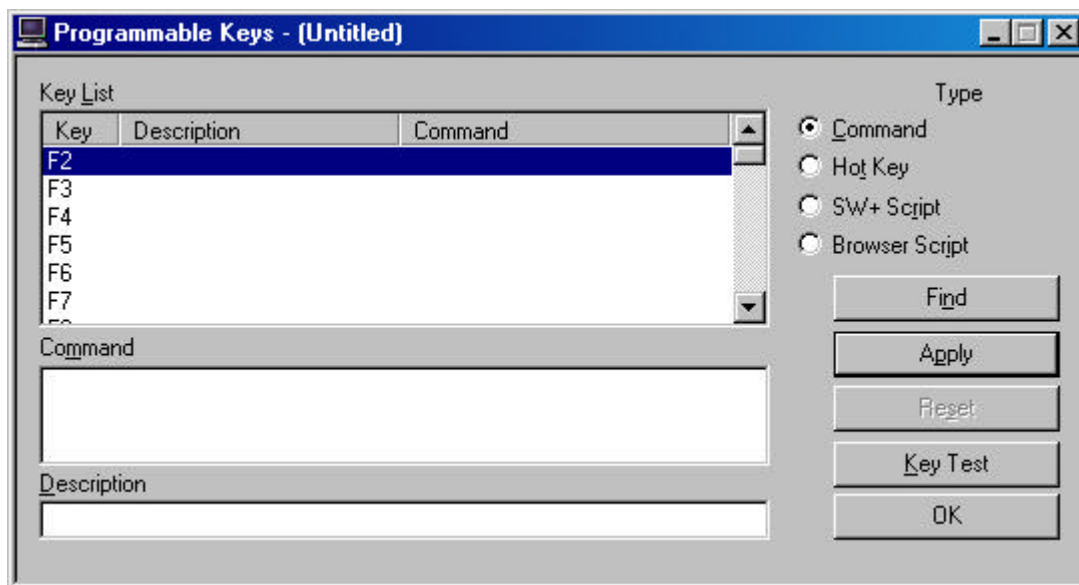 Programmable Keys - (Untitled)
Key List
Key Description Command
F2
F3
F4
F5
F6
F7
Command
Description
Type
Command
Hot Key
SW+ Script
Browser Script
Find
Apply
Reset
Key Test
OK